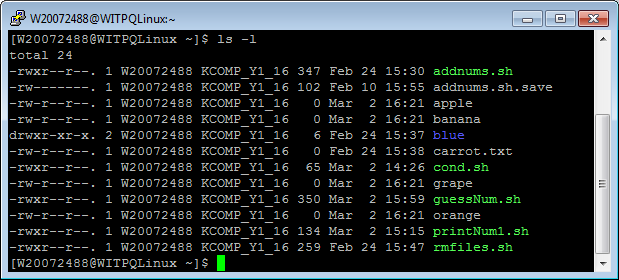 W20072488@WITPQLinux:~
[W20072488@WITPQLinux ~]$ ls -l
total 24
-rwxr--r--. 1 W20072488 KCOMP_Y1_16 347 Feb 24 15:30 addnums.sh
-rw-------. 1 W20072488 KCOMP_Y1_16 102 Feb 10 15:55 addnums.sh.save
-rw-r--r--. 1 W20072488 KCOMP_Y1_16   0 Mar  2 16:21 apple
-rw-r--r--. 1 W20072488 KCOMP_Y1_16   0 Mar  2 16:21 banana
drwxr-xr-x. 2 W20072488 KCOMP_Y1_16   6 Feb 24 15:37 blue
-rw-r--r--. 1 W20072488 KCOMP_Y1_16   0 Feb 24 15:38 carrot.txt
-rwxr--r--. 1 W20072488 KCOMP_Y1_16  65 Mar  2 14:26 cond.sh
-rw-r--r--. 1 W20072488 KCOMP_Y1_16   0 Mar  2 16:21 grape
-rwxr--r--. 1 W20072488 KCOMP_Y1_16 350 Mar  2 15:59 guessNum.sh
-rw-r--r--. 1 W20072488 KCOMP_Y1_16   0 Mar  2 16:21 orange
-rwxr--r--. 1 W20072488 KCOMP_Y1_16 134 Mar  2 15:15 printNum1.sh
-rwxr--r--. 1 W20072488 KCOMP_Y1_16 259 Feb 24 15:47 rmfiles.sh
[W20072488@WITPQLinux ~]$